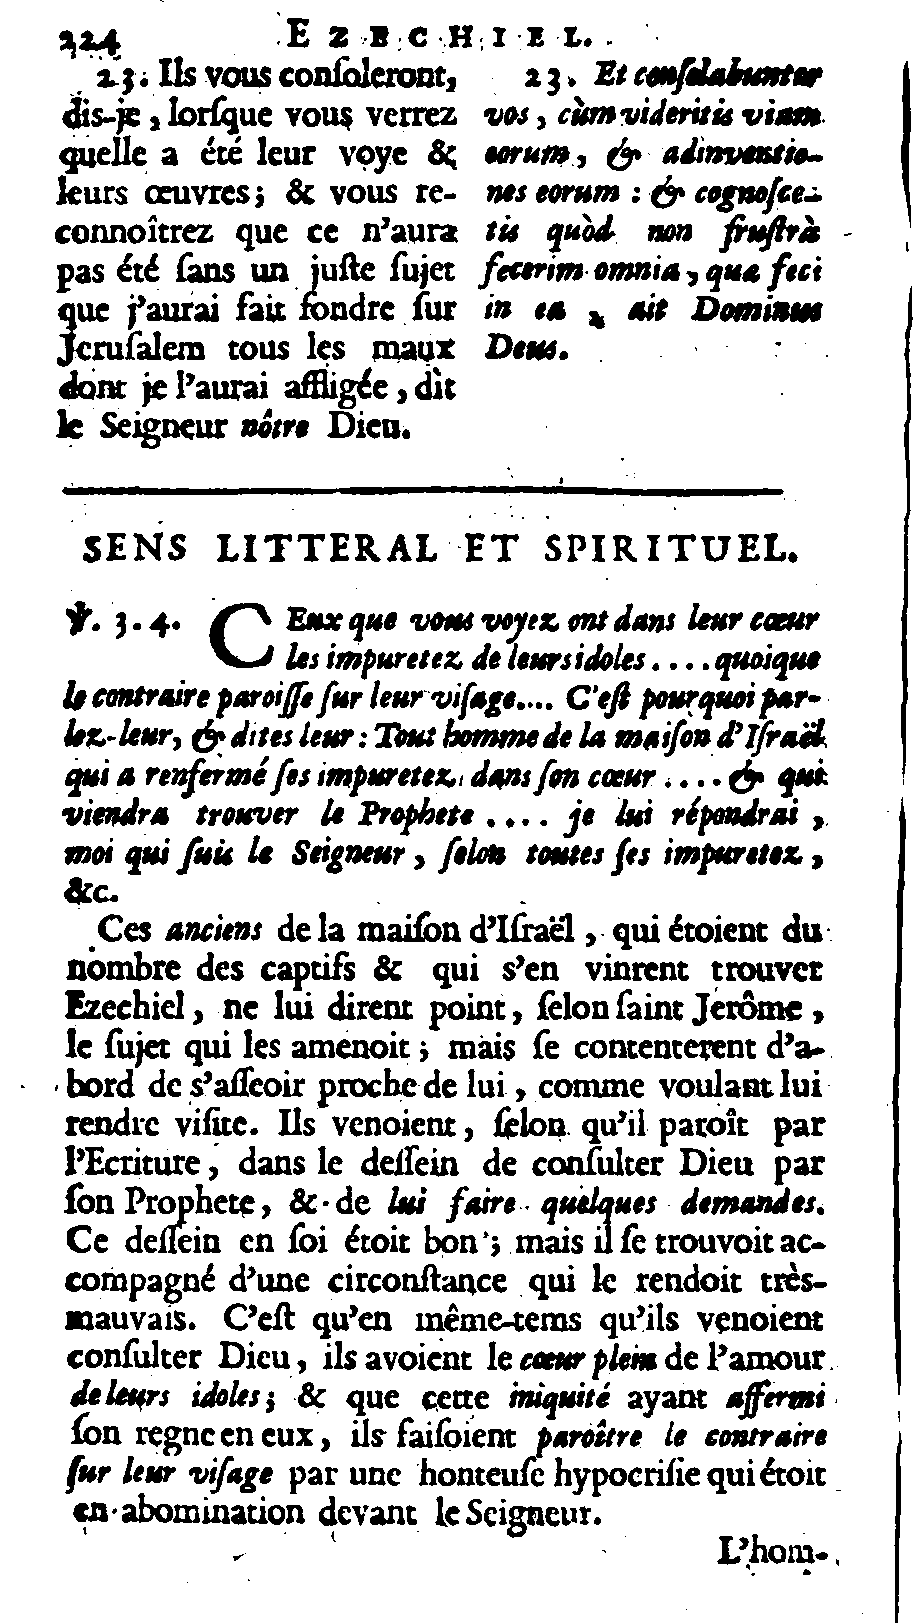 224 EZECHIEL.
23. Ils vous conſoleront,
dis-je, lorſque vous verrez
quelle a été leur voye &
leurs œuvres; & vous re-
connoîtrez que ce n'aura
pas été ſans un juſte ſujet
que j'aurai fait fondre ſur
Jeruſalem tous les maux
dont je l'aurai affligée, dit
le Seigneur nôtre Dieu.
23. Et conſolabuntur
vos, cùm videritis viam
eorum, & adinventio-
nes eorum : & cognoſce-
tis quòd non fruſtrà
fecerim omnia, quæ feci
in ea, ait Dominus
Deus.
SENS LITTERAL ET SPIRITUEL.
℣. 3. 4. CEux que vous voyez ont dans leur cœur
les impuretez de leurs idoles.... quoique
le contraire paroiſſe ſur leur viſage.... C'eſt pourquoi par-
lez-leur, & dites leur : Tout homme de la maiſon d'Iſraël
qui a renfermé ſes impuretez dans ſon cœur .... & qui
viendra trouver le Prophete .... je lui répondrai,
moi qui ſuis le Seigneur, ſelon toutes ſes impuretez,
&c.
Ces anciens de la maiſon d'Iſraël, qui étoient du
nombre des captifs & qui s'en vinrent trouver
Ezechiel, ne lui dirent point, ſelon ſaint Jerôme,
le ſujet qui les amenoit ; mais ſe contenterent d'a-
bord de s'aſſeoir proche de lui, comme voulant lui
rendre viſite. Ils venoient, ſelon qu'il paroît par
l'Ecriture, dans le deſſein de conſulter Dieu par
ſon Prophete, & de lui faire quelques demandes.
Ce deſſein en ſoi étoit bon ; mais il ſe trouvoit ac-
compagné d'une circonſtance qui le rendoit très-
mauvais. C'eſt qu'en même-tems qu'ils venoient
conſulter Dieu, ils avoient le cœur plein de l'amour
de leurs idoles; & que cette iniquité ayant affermi
ſon regne en eux, ils faiſoient paroître le contraire
ſur leur viſage par une honteuſe hypocriſie qui étoit
en abomination devant le Seigneur.
L'hom-